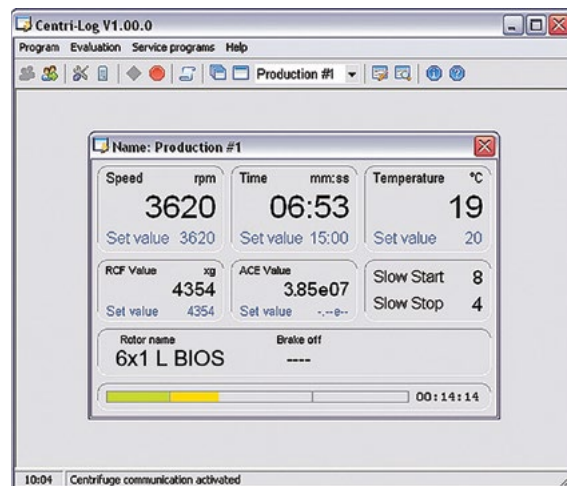 Centri-Log V1.00.0
Program Evaluation Service programs Help
Production #1
Name: Production #1
Speed rpm
3620
Set value 3620
Time mm:ss
06:53
Set value 15:00
Temperature °C
19
Set value 20
RCF Value xg
4354
Set value 4354
ACE Value
3.85e07
Set value -.--e--
Slow Start 8
Slow Stop 4
Rotor name
6x1 L BIOS
Brake off
----
00:14:14
10:04 Centrifuge communication activated